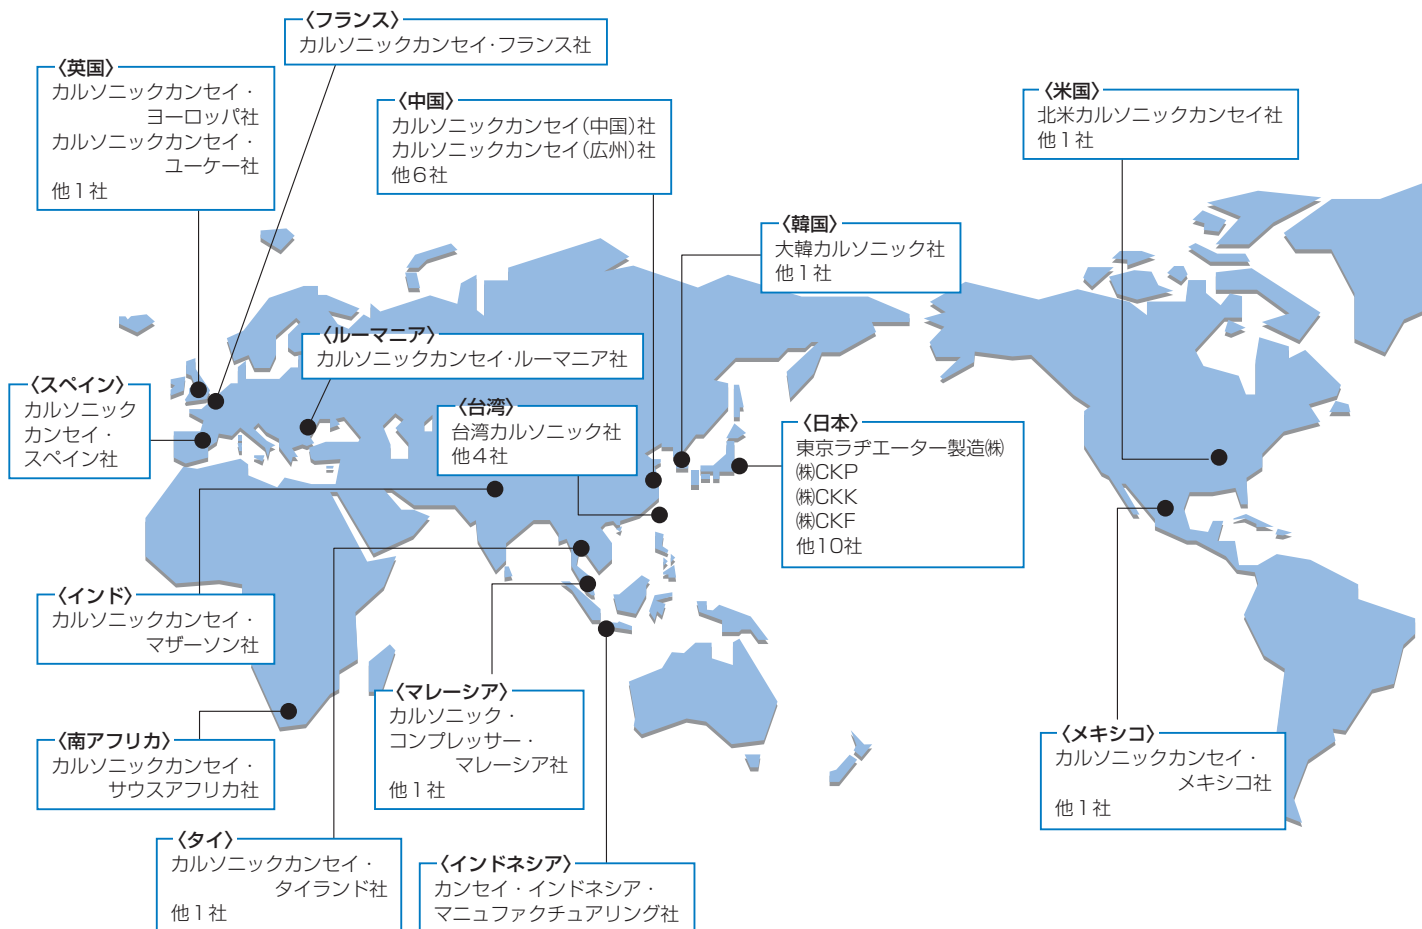 〈フランス〉
カルソニックカンセイ・フランス社
〈英国〉
カルソニックカンセイ・
ヨーロッパ社
カルソニックカンセイ・
ユーケー社
他1社
〈中国〉
カルソニックカンセイ(中国)社
カルソニックカンセイ(広州)社
他6社
〈米国〉
北米カルソニックカンセイ社
他1社
〈韓国〉
大韓カルソニック社
他1社
〈ルーマニア〉
カルソニックカンセイ・ルーマニア社
〈スペイン〉
カルソニック
カンセイ・
スペイン社
〈台湾〉
台湾カルソニック社
他4社
〈日本〉
東京ラヂエーター製造㈱
㈱CKP
㈱CKK
㈱CKF
他10社
〈インド〉
カルソニックカンセイ・
マザーソン社
〈マレーシア〉
カルソニック・
コンプレッサー・
マレーシア社
他1社
〈南アフリカ〉
カルソニックカンセイ・
サウスアフリカ社
〈メキシコ〉
カルソニックカンセイ・
メキシコ社
他1社
〈タイ〉
カルソニックカンセイ・
タイランド社
他1社
〈インドネシア〉
カンセイ・インドネシア・
マニュファクチュアリング社